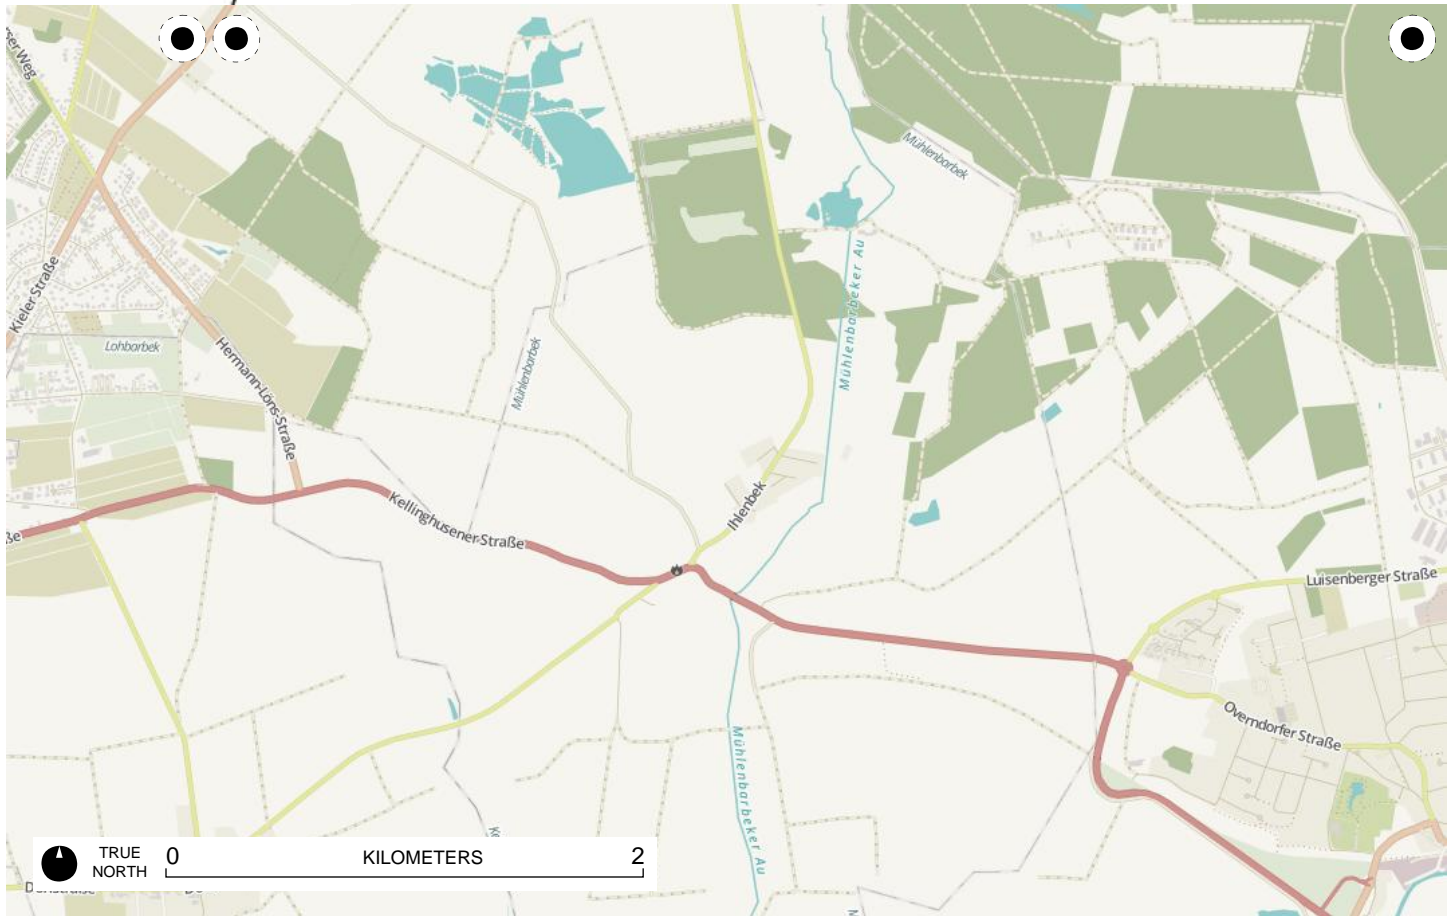 Kieler Straße
Lohbarbek
Hermann-Löns-Straße
Mühlenbarbek
Mühlenbarbek
Mühlenbarbeker Au
Kellinghusener Straße
Ihlenbek
Luisenberger Straße
Overndorfer Straße
Mühlenbarbeker Au
TRUE
NORTH
0
KILOMETERS
2